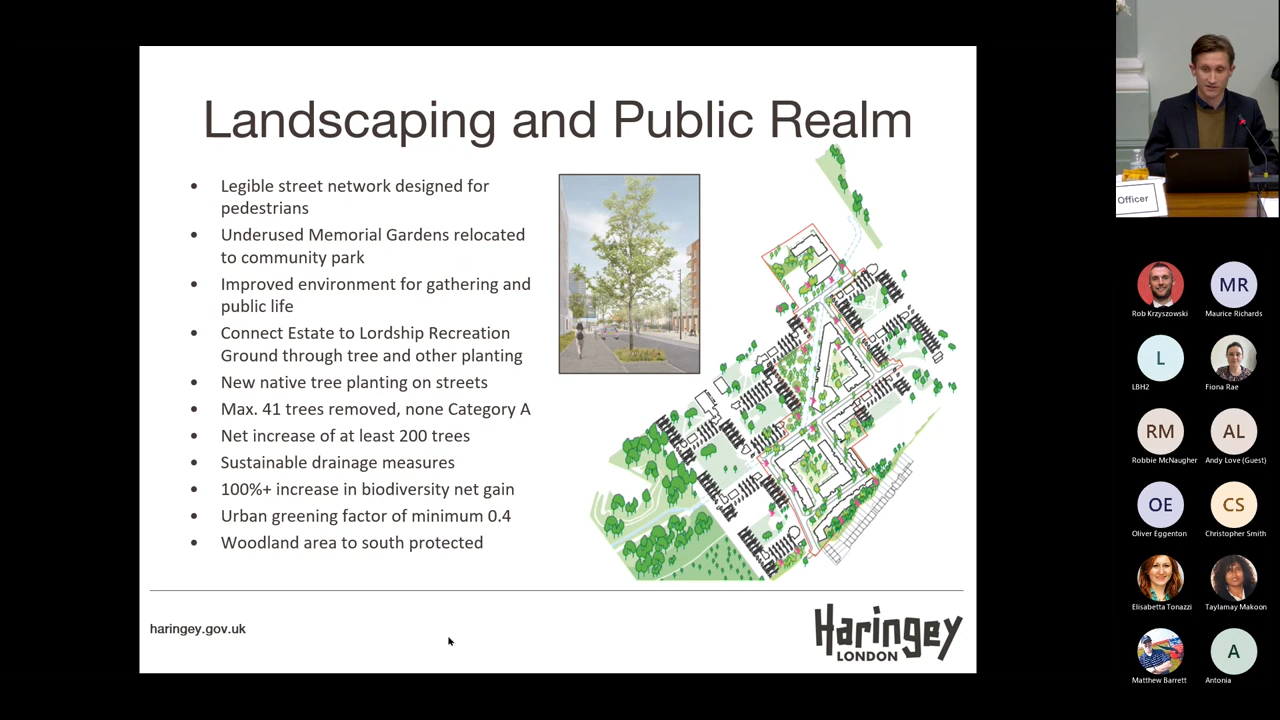 Landscaping and Public Realm
• Legible street network designed for
pedestrians
• Underused Memorial Gardens relocated
to community park
• Improved environment for gathering and
public life
• Connect Estate to Lordship Recreation
Ground through tree and other planting
• New native tree planting on streets
• Max. 41 trees removed, none Category A
• Net increase of at least 200 trees
• Sustainable drainage measures
• 100%+ increase in biodiversity net gain
• Urban greening factor of minimum 0.4
• Woodland area to south protected
haringey.gov.uk
Haringey
LONDON
Officer
Rob Krzyszowski
MR
Maurice Richards
L
LBH2
Fiona Rae
RM
Robbie McNaugher
AL
Andy Love (Guest)
OE
Oliver Eggenton
CS
Christopher Smith
Elisabetta Tonazzi
Taylamay Makoon
Matthew Barrett
A
Antonia